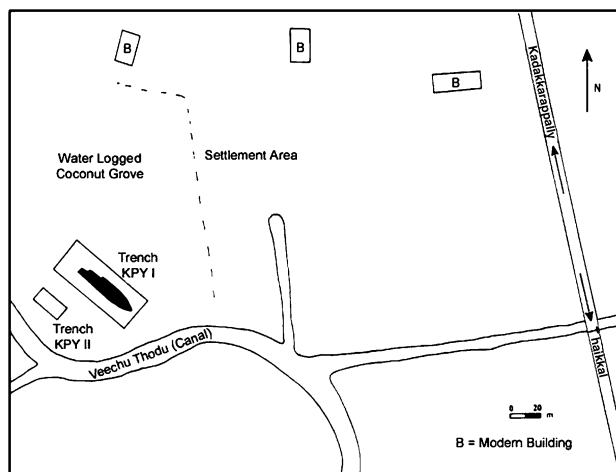 B
B
B
Kadakkarappally
N
Water Logged
Coconut Grove
Settlement Area
Trench
KPY I
Trench
KPY II
Veechu Thodu (Canal)
haikkal
0 20
m
B = Modern Building